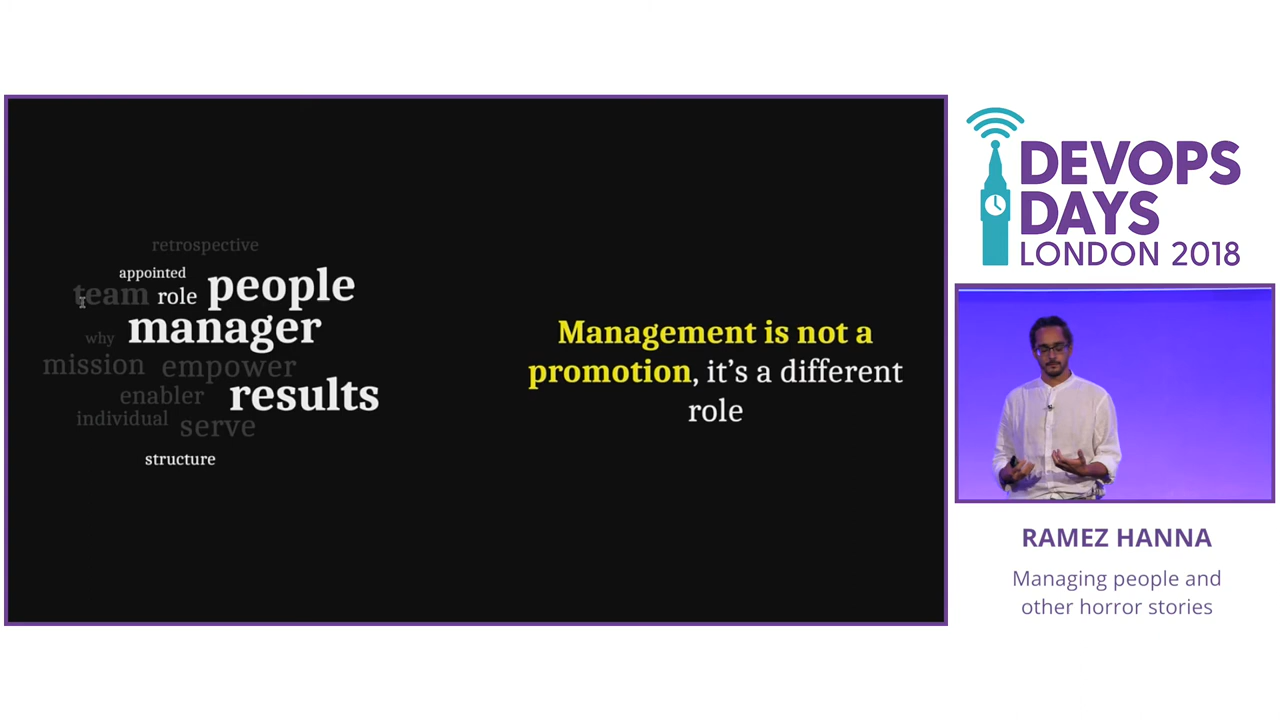 retrospective
appointed
team role people
why manager
mission empower
enabler results
individual serve
structure
Management is not a
promotion, it's a different
role
DEVOPS
DAYS
LONDON 2018
RAMEZ HANNA
Managing people and
other horror stories